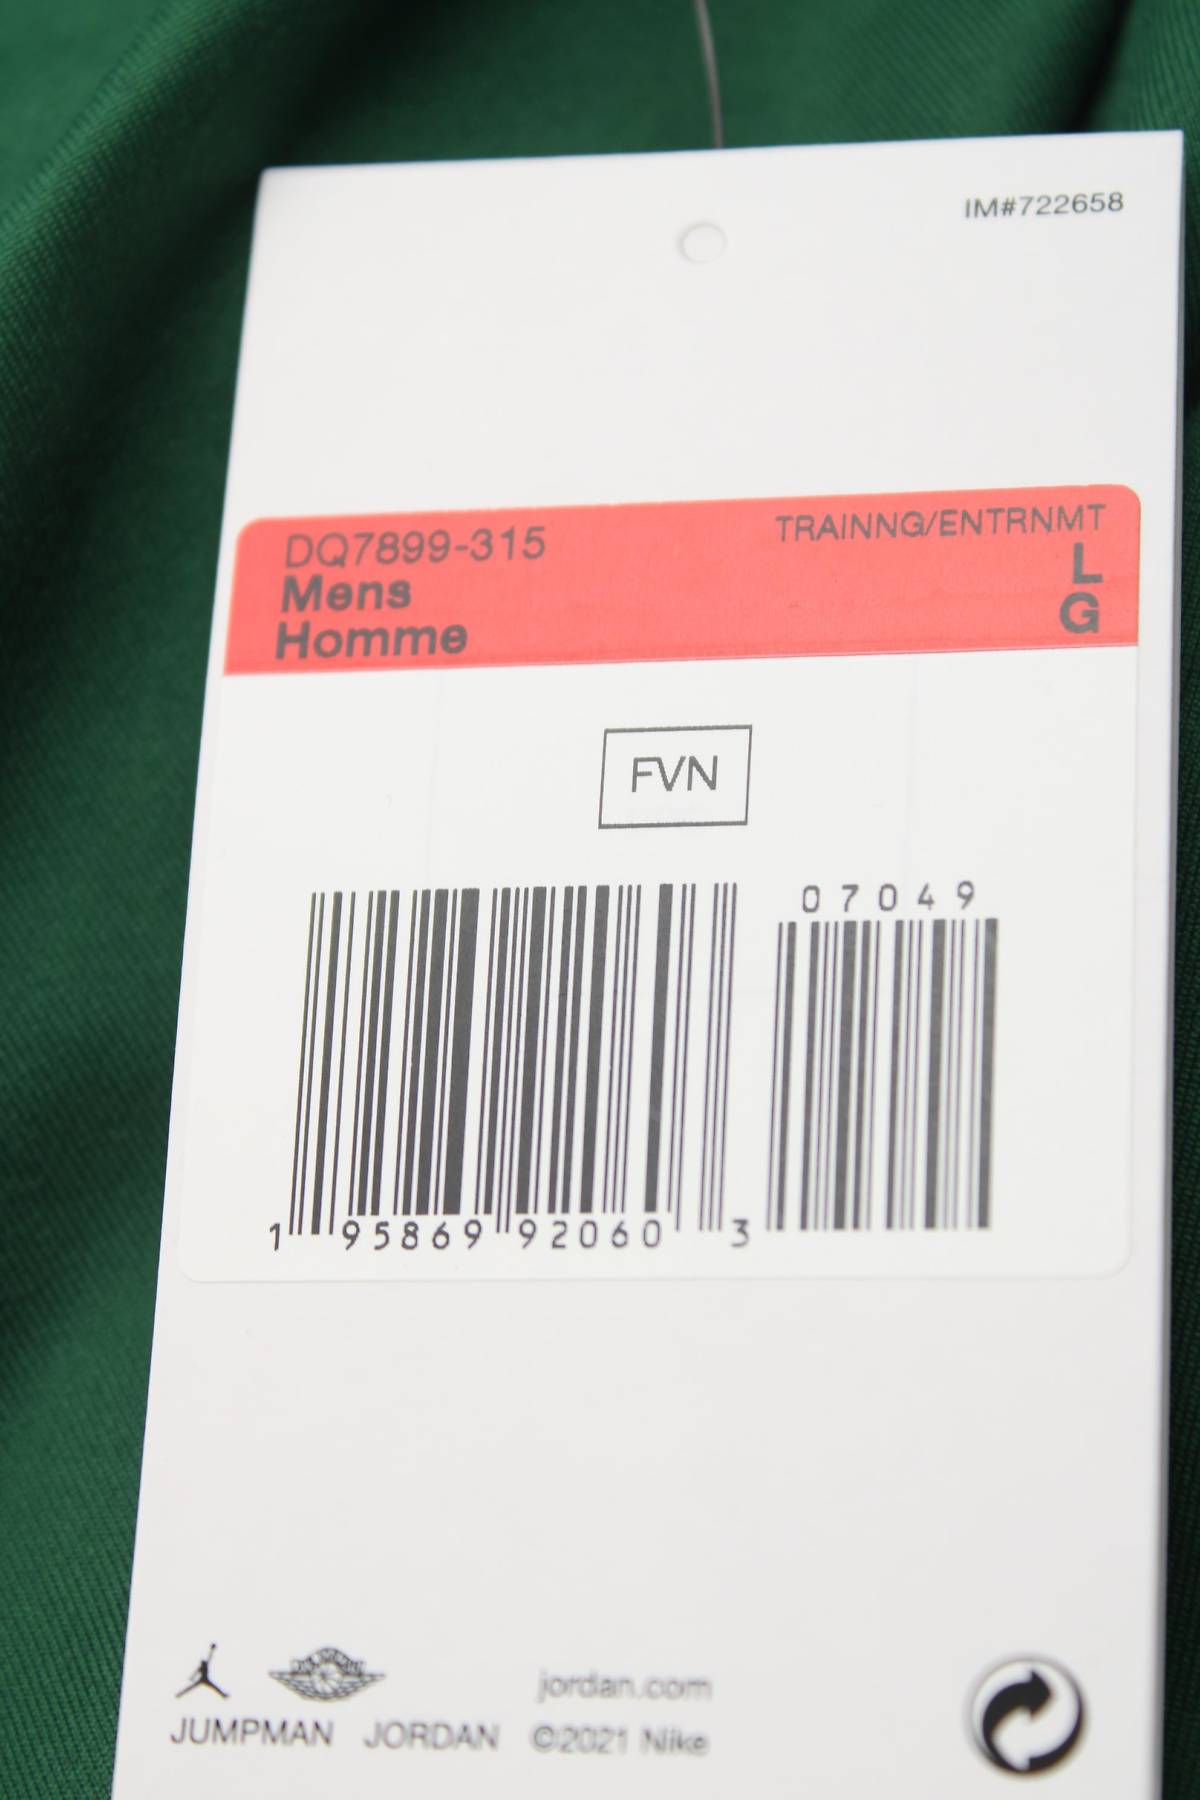 IM#722658
DQ7899-315 TRAINNG/ENTRNMT
Mens L
Homme G
FVN
07049
1 95869 92060 3
jordan.com
JUMPMAN JORDAN ©2021 Nike